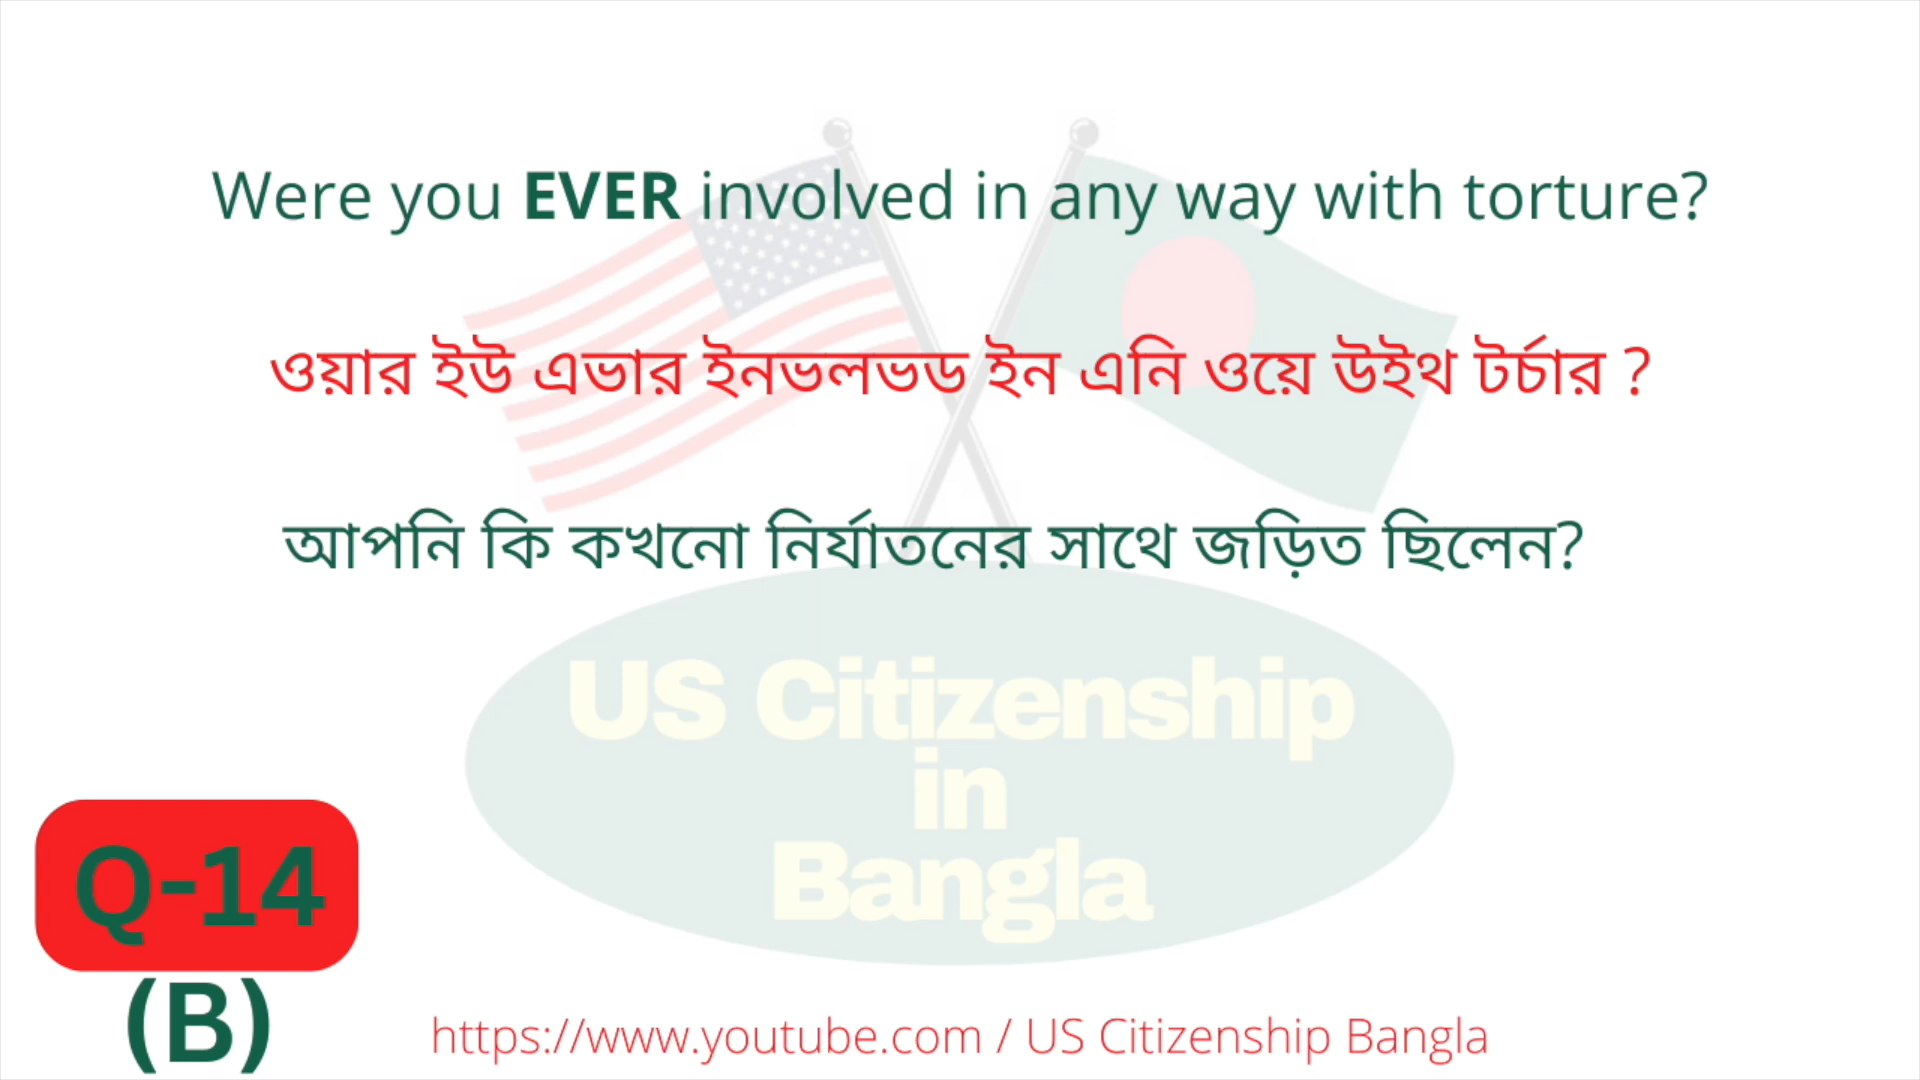 Were you EVER involved in any way with torture?
ওয়ার ইউ এভার ইনভলভড ইন এনি ওয়ে উইথ টর্চার ?
আপনি কি কখনো নির্যাতনের সাথে জড়িত ছিলেন?
US Citizenship
in
Bangla
Q-14
(B)
https://www.youtube.com / US Citizenship Bangla